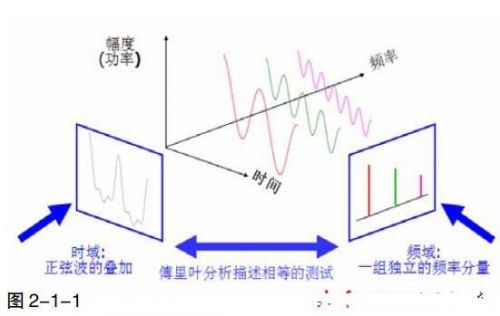 幅度
(功率)
频率
时间
时域:
正弦波的叠加
傅里叶分析描述相等的测试
频域:
一组独立的频率分量
图 2-1-1